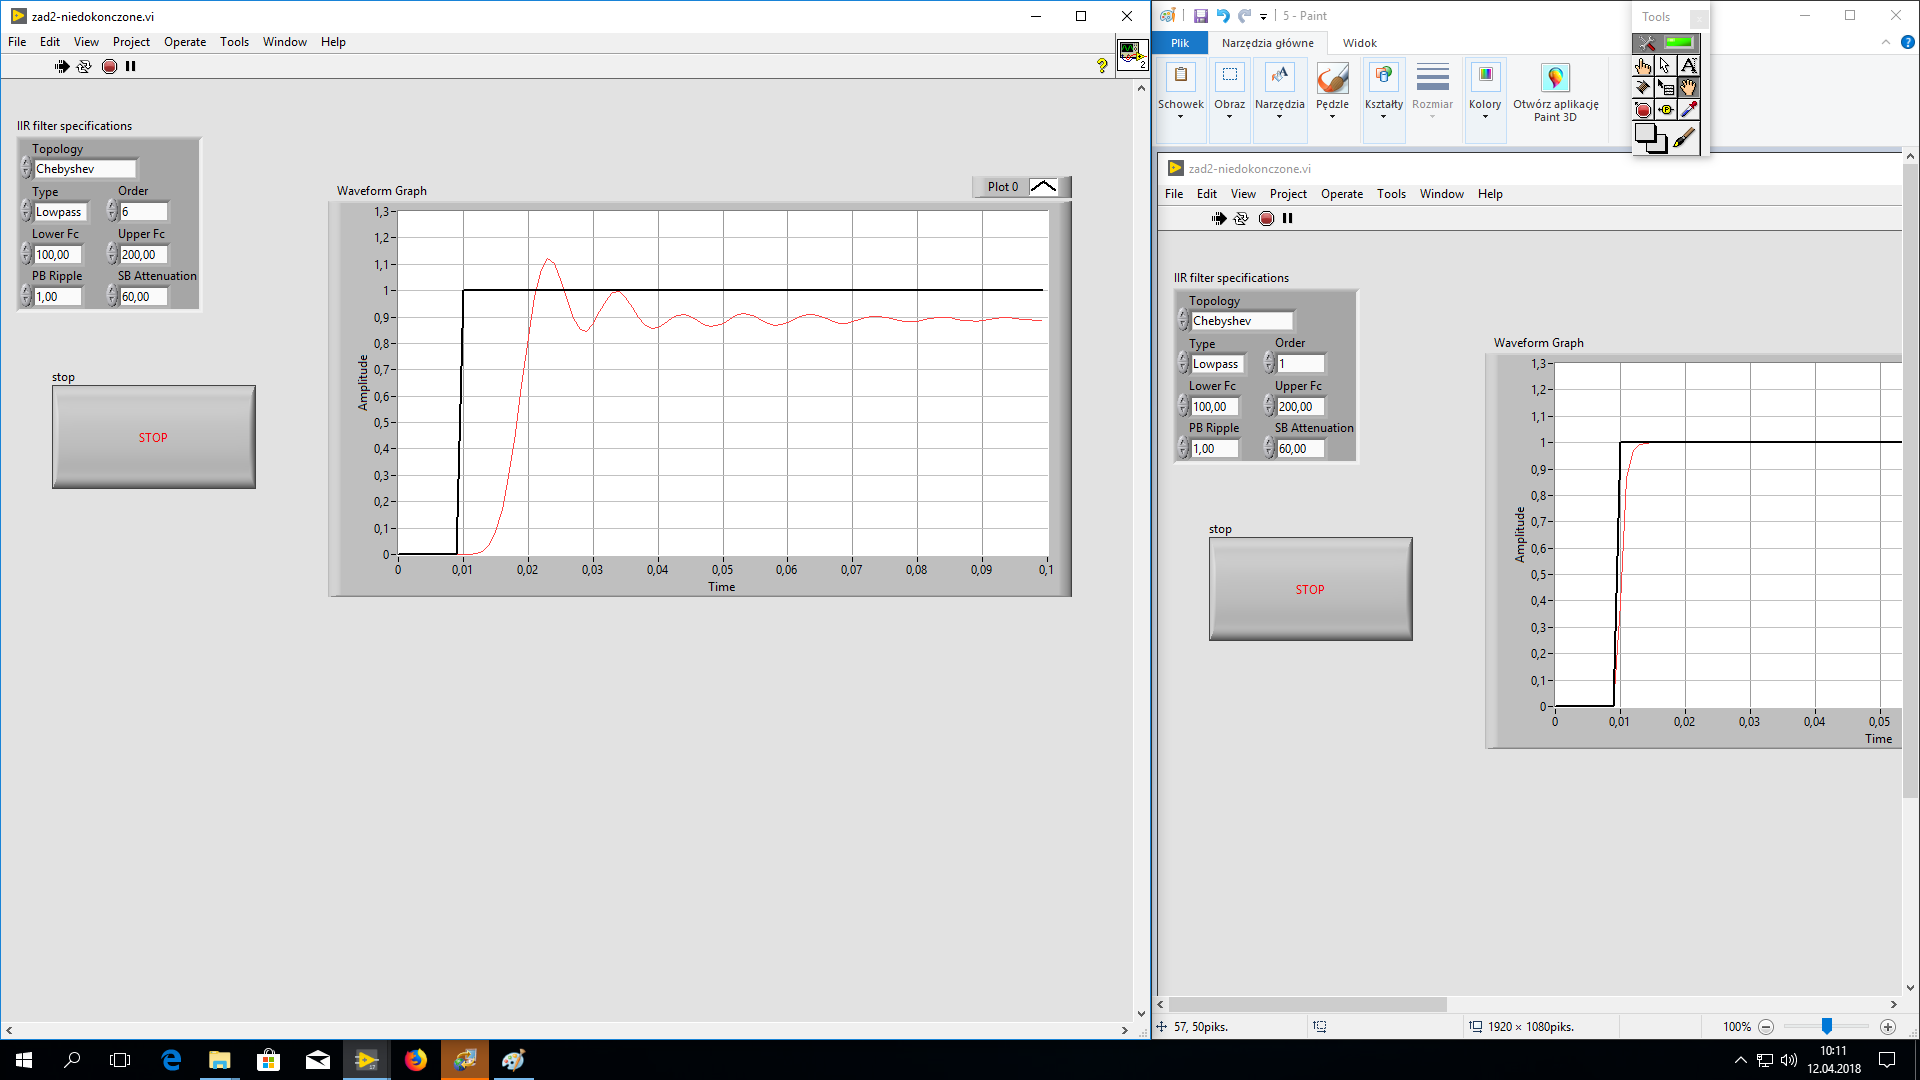 zad2-niedokonczone.vi
File Edit View Project Operate Tools Window Help
2
IIR filter specifications
Topology
Chebyshev
Type Order
Lowpass 6
Lower Fc Upper Fc
100,00 200,00
PB Ripple SB Attenuation
1,00 60,00
stop
STOP
Waveform Graph
Plot 0
1,3
1,2
1,1
1
0,9
0,8
0,7
0,6
0,5
0,4
0,3
0,2
0,1
0
Amplitude
0 0,01 0,02 0,03 0,04 0,05 0,06 0,07 0,08 0,09 0,1
Time
5 - Paint
Plik Narzędzia główne Widok
Schowek Obraz Narzędzia Pędzle Kształty Rozmiar Kolory Otwórz aplikację
Paint 3D
Tools
zad2-niedokonczone.vi
File Edit View Project Operate Tools Window Help
IIR filter specifications
Topology
Chebyshev
Type Order
Lowpass 1
Lower Fc Upper Fc
100,00 200,00
PB Ripple SB Attenuation
1,00 60,00
stop
STOP
Waveform Graph
1,3
1,2
1,1
1
0,9
0,8
0,7
0,6
0,5
0,4
0,3
0,2
0,1
0
Amplitude
0 0,01 0,02 0,03 0,04 0,05
Time
57, 50piks. 1920 × 1080piks. 100%
10:11
12.04.2018